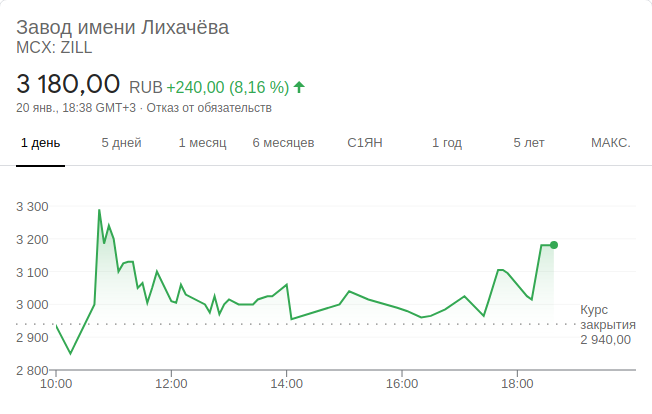 Завод имени Лихачёва
MCX: ZILL
3 180,00 RUB +240,00 (8,16 %)
20 янв., 18:38 GMT+3 · Отказ от обязательств
1 день 5 дней 1 месяц 6 месяцев С1ЯН 1 год 5 лет МАКС.
3 300
3 200
3 100
3 000
2 900
2 800
Курс
закрытия
2 940,00
10:00 12:00 14:00 16:00 18:00